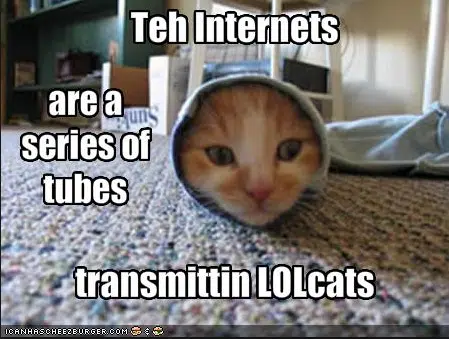 Teh Internets
are a
series of
tubes
transmittin LOLcats
ICANHASCHEEZBURGER.COM